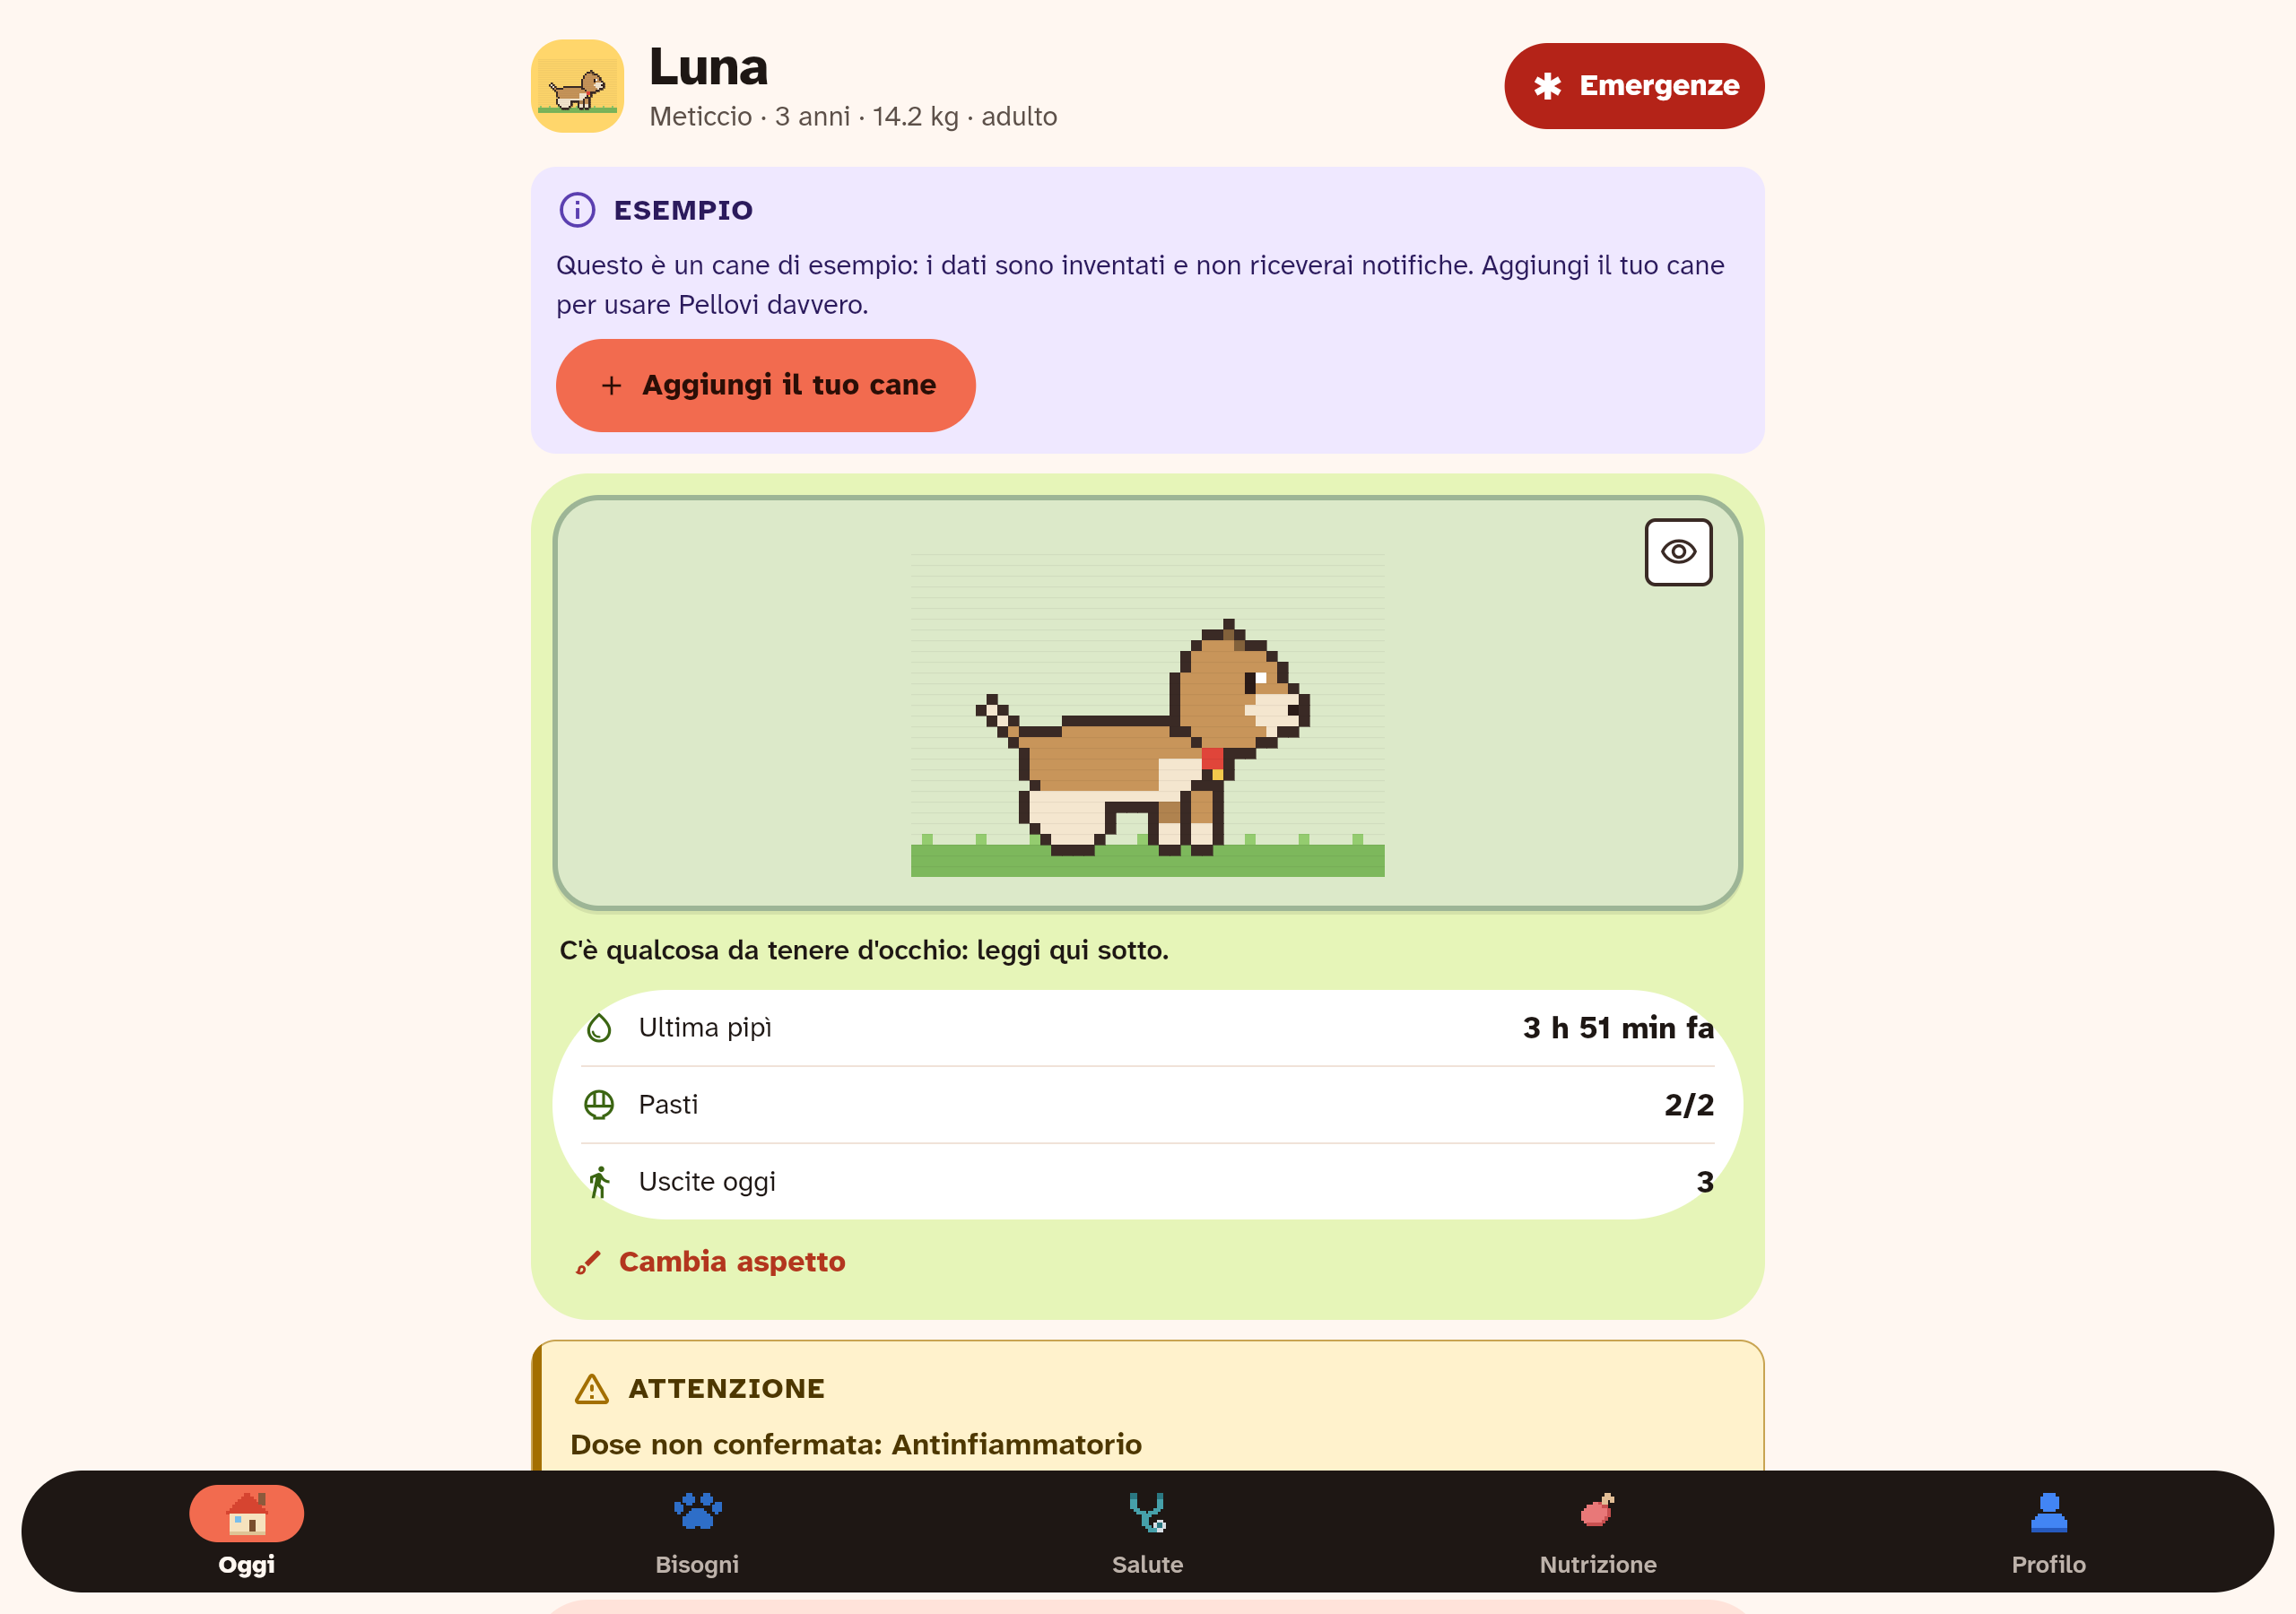 Luna
Meticcio · 3 anni · 14.2 kg · adulto
Emergenze
ESEMPIO
Questo è un cane di esempio: i dati sono inventati e non riceverai notifiche. Aggiungi il tuo cane
per usare Pellovi davvero.
+ Aggiungi il tuo cane
C'è qualcosa da tenere d'occhio: leggi qui sotto.
Ultima pipì 3 h 51 min fa
Pasti 2/2
Uscite oggi 3
Cambia aspetto
ATTENZIONE
Dose non confermata: Antinfiammatorio
Oggi Bisogni Salute Nutrizione Profilo